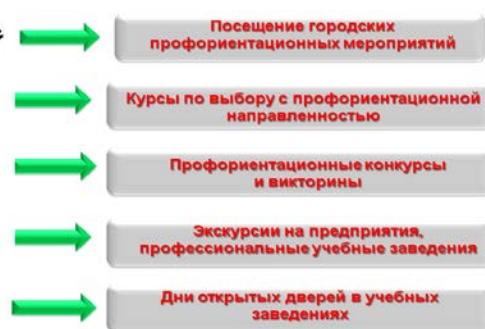 Посещение городских
профориентационных мероприятий
Курсы по выбору с профориентационной
направленностью
Профориентационные конкурсы
и викторины
Экскурсии на предприятия,
профессиональные учебные заведения
Дни открытых дверей в учебных
заведениях